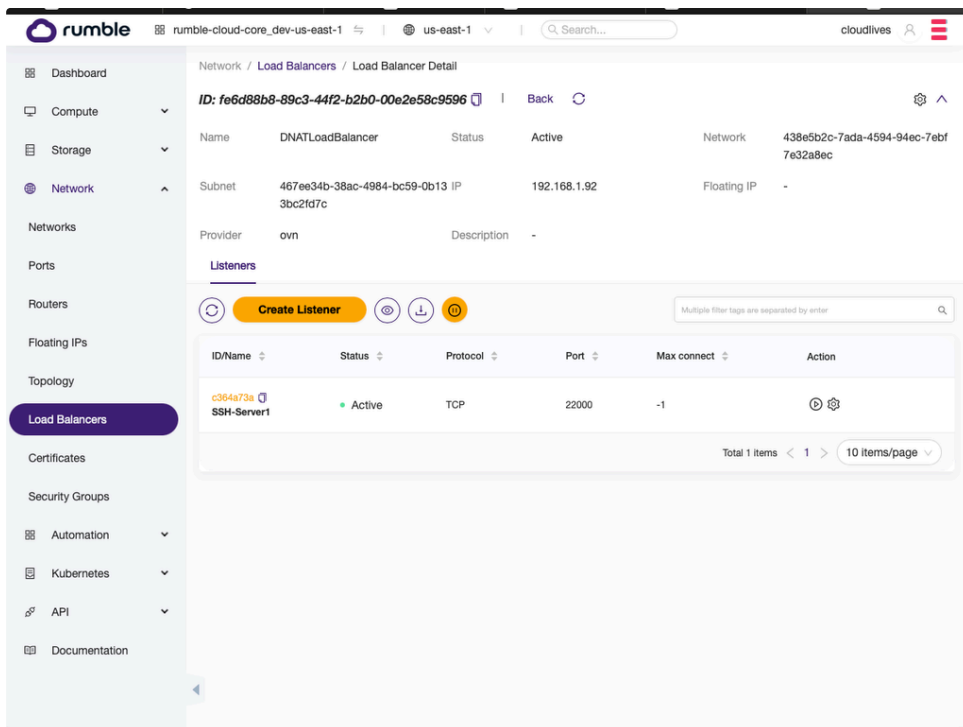 rumble
rumble-cloud-core_dev-us-east-1
us-east-1
Search...
cloudlives
Dashboard
Compute
Storage
Network
Networks
Ports
Routers
Floating IPs
Topology
Load Balancers
Certificates
Security Groups
Automation
Kubernetes
API
Documentation
Network / Load Balancers / Load Balancer Detail
ID: fe6d88b8-89c3-44f2-b2b0-00e2e58c9596 | Back
Name DNATLoadBalancer Status Active Network 438e5b2c-7ada-4594-94ec-7ebf
7e32a8ec
Subnet 467ee34b-38ac-4984-bc59-0b13 IP 192.168.1.92 Floating IP -
3bc2fd7c
Provider ovn Description -
Listeners
Create Listener
Multiple filter tags are separated by enter
ID/Name Status Protocol Port Max connect Action
c364a73a
SSH-Server1 Active TCP 22000 -1
Total 1 items < 1 > 10 items/page